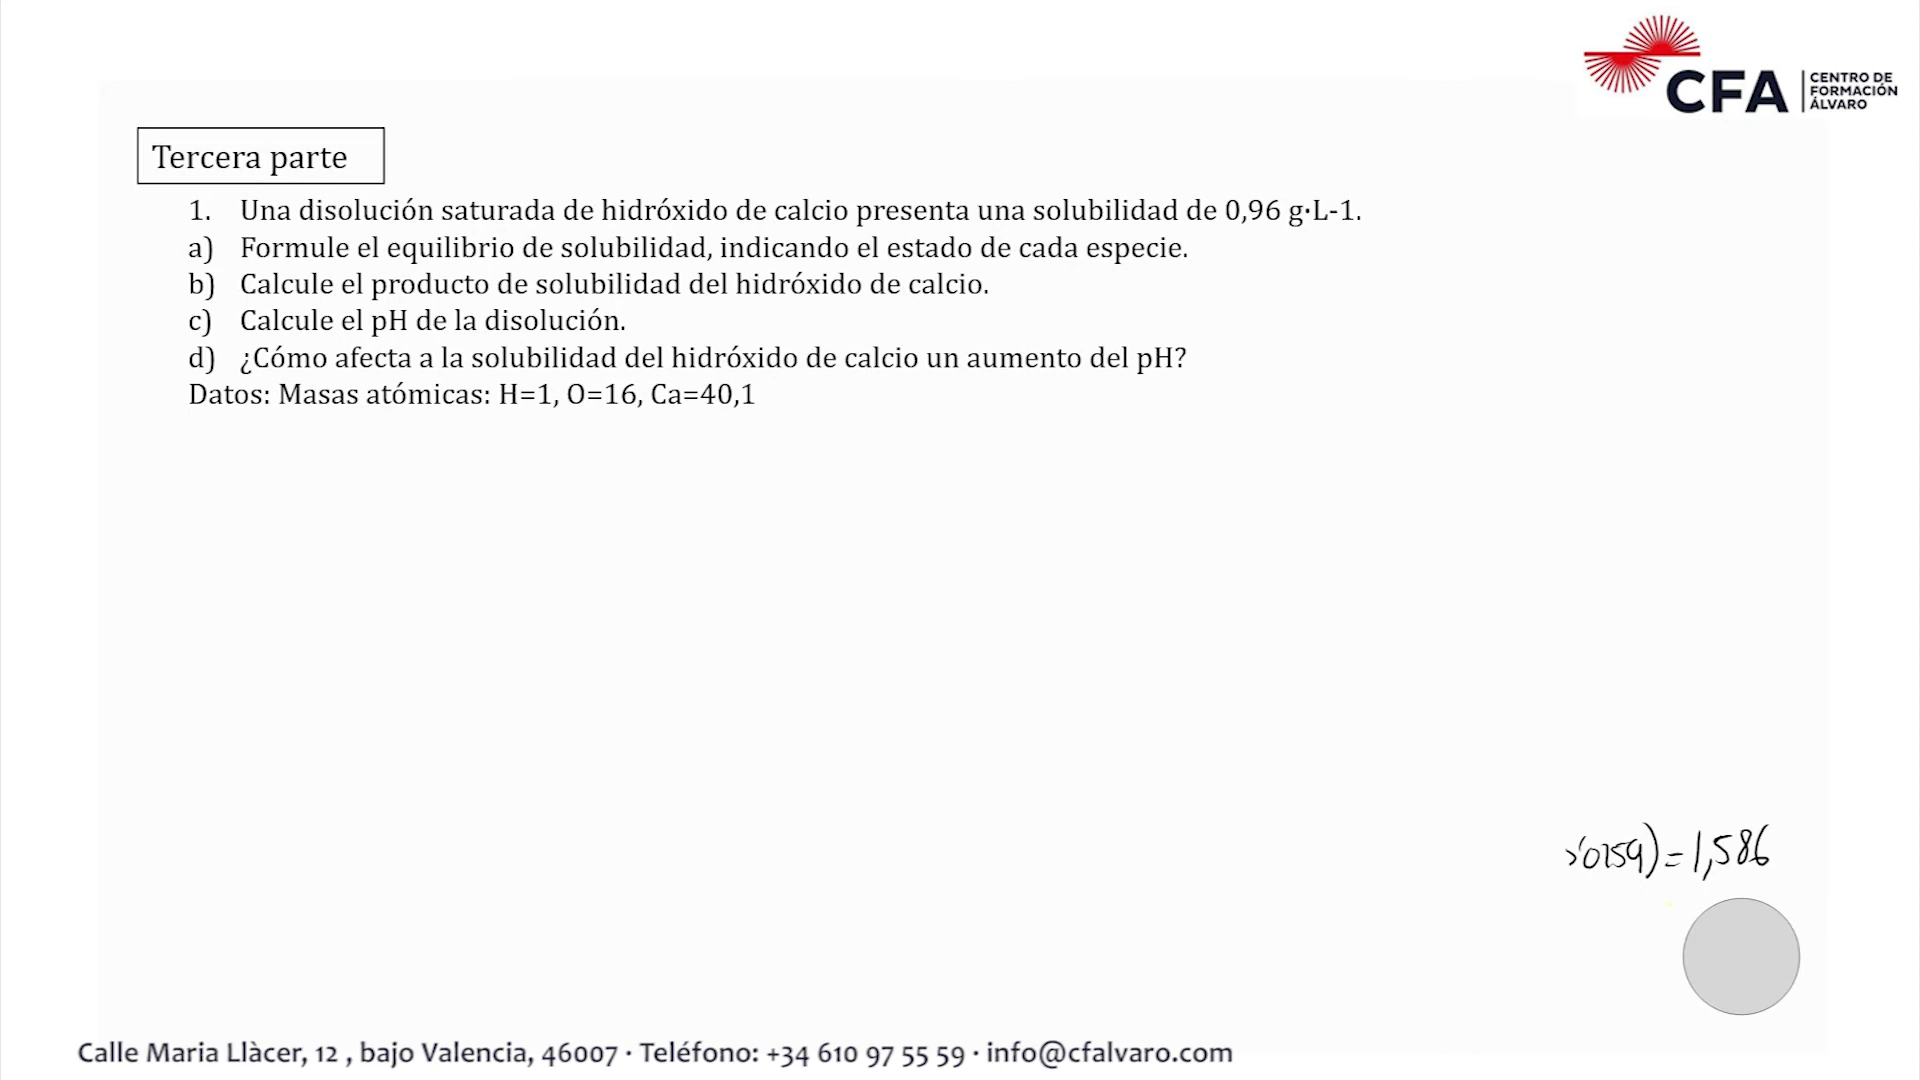 CFA
CENTRO DE
FORMACIÓN
ÁLVARO
Tercera parte
1. Una disolución saturada de hidróxido de calcio presenta una solubilidad de 0,96 g·L-1.
a) Formule el equilibrio de solubilidad, indicando el estado de cada especie.
b) Calcule el producto de solubilidad del hidróxido de calcio.
c) Calcule el pH de la disolución.
d) ¿Cómo afecta a la solubilidad del hidróxido de calcio un aumento del pH?
Datos: Masas atómicas: H=1, O=16, Ca=40,1
0259) = 1,586
Calle Maria Llàcer, 12 , bajo Valencia, 46007 · Teléfono: +34 610 97 55 59 · info@cfalvaro.com